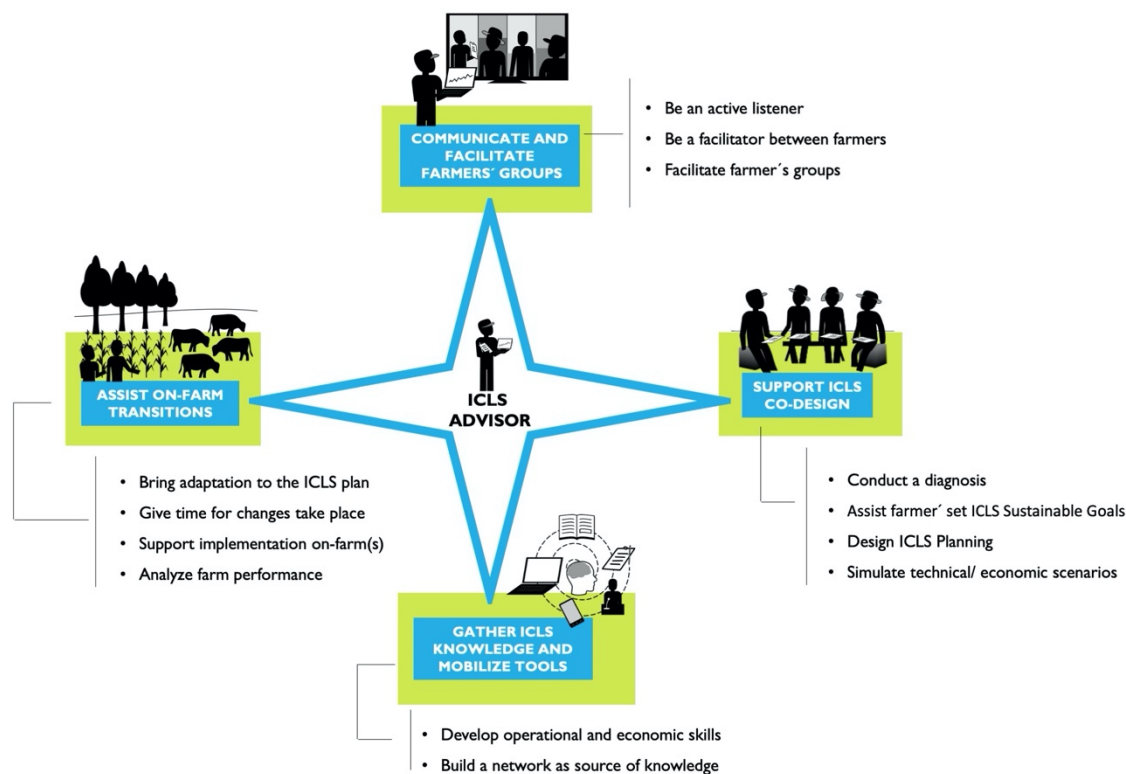 COMMUNICATE AND
FACILITATE
FARMERS´ GROUPS
• Be an active listener
• Be a facilitator between farmers
• Facilitate farmer´s groups
ASSIST ON-FARM
TRANSITIONS
• Bring adaptation to the ICLS plan
• Give time for changes take place
• Support implementation on-farm(s)
• Analyze farm performance
ICLS
ADVISOR
SUPPORT ICLS
CO-DESIGN
• Conduct a diagnosis
• Assist farmer´ set ICLS Sustainable Goals
• Design ICLS Planning
• Simulate technical/ economic scenarios
GATHER ICLS
KNOWLEDGE AND
MOBILIZE TOOLS
• Develop operational and economic skills
• Build a network as source of knowledge